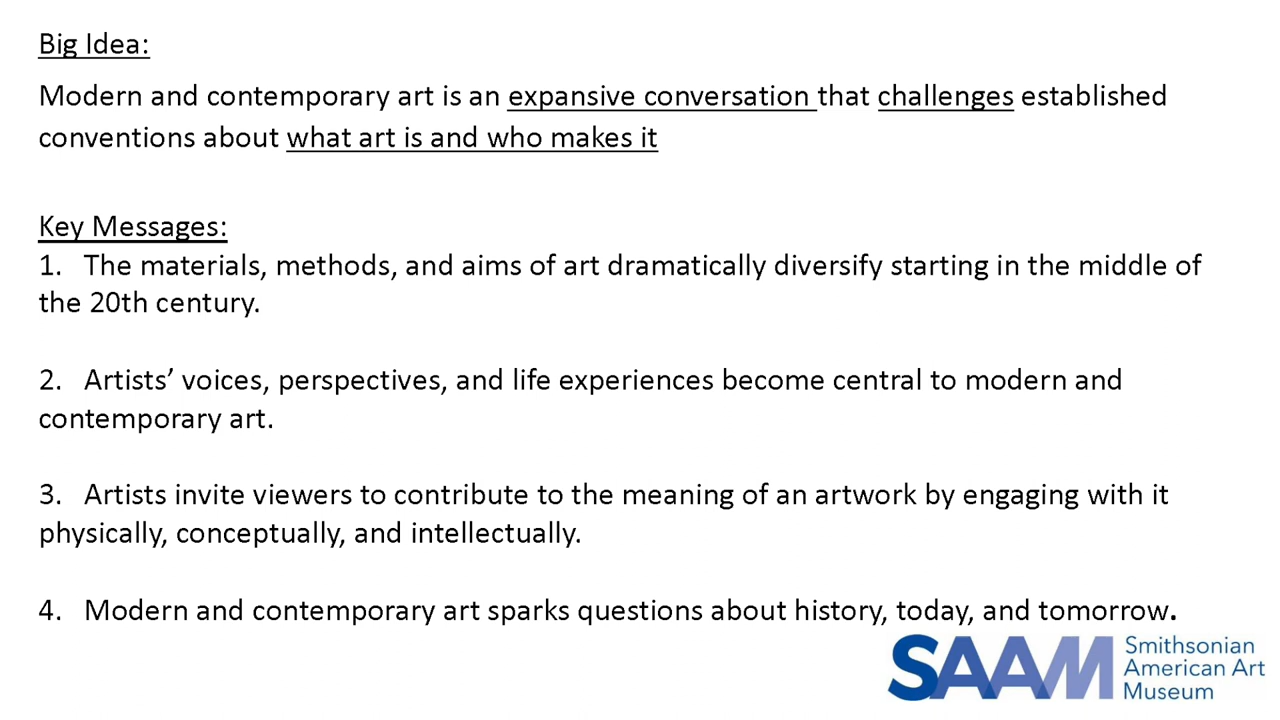 Big Idea:
Modern and contemporary art is an expansive conversation that challenges established
conventions about what art is and who makes it
Key Messages:
1. The materials, methods, and aims of art dramatically diversify starting in the middle of
the 20th century.
2. Artists’ voices, perspectives, and life experiences become central to modern and
contemporary art.
3. Artists invite viewers to contribute to the meaning of an artwork by engaging with it
physically, conceptually, and intellectually.
4. Modern and contemporary art sparks questions about history, today, and tomorrow.
SAAM
Smithsonian
American Art
Museum